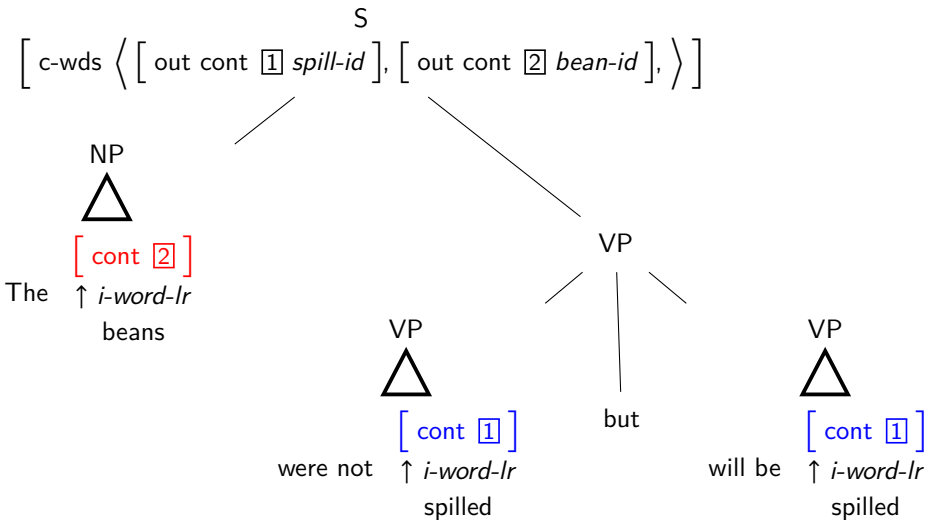 S
[ c-wds ⟨ [ out cont 1 spill-id ], [ out cont 2 bean-id ], ⟩ ]
NP
VP
[ cont 2 ]
The ↑ i-word-lr
beans
VP VP
but
[ cont 1 ] [ cont 1 ]
were not ↑ i-word-lr will be ↑ i-word-lr
spilled spilled